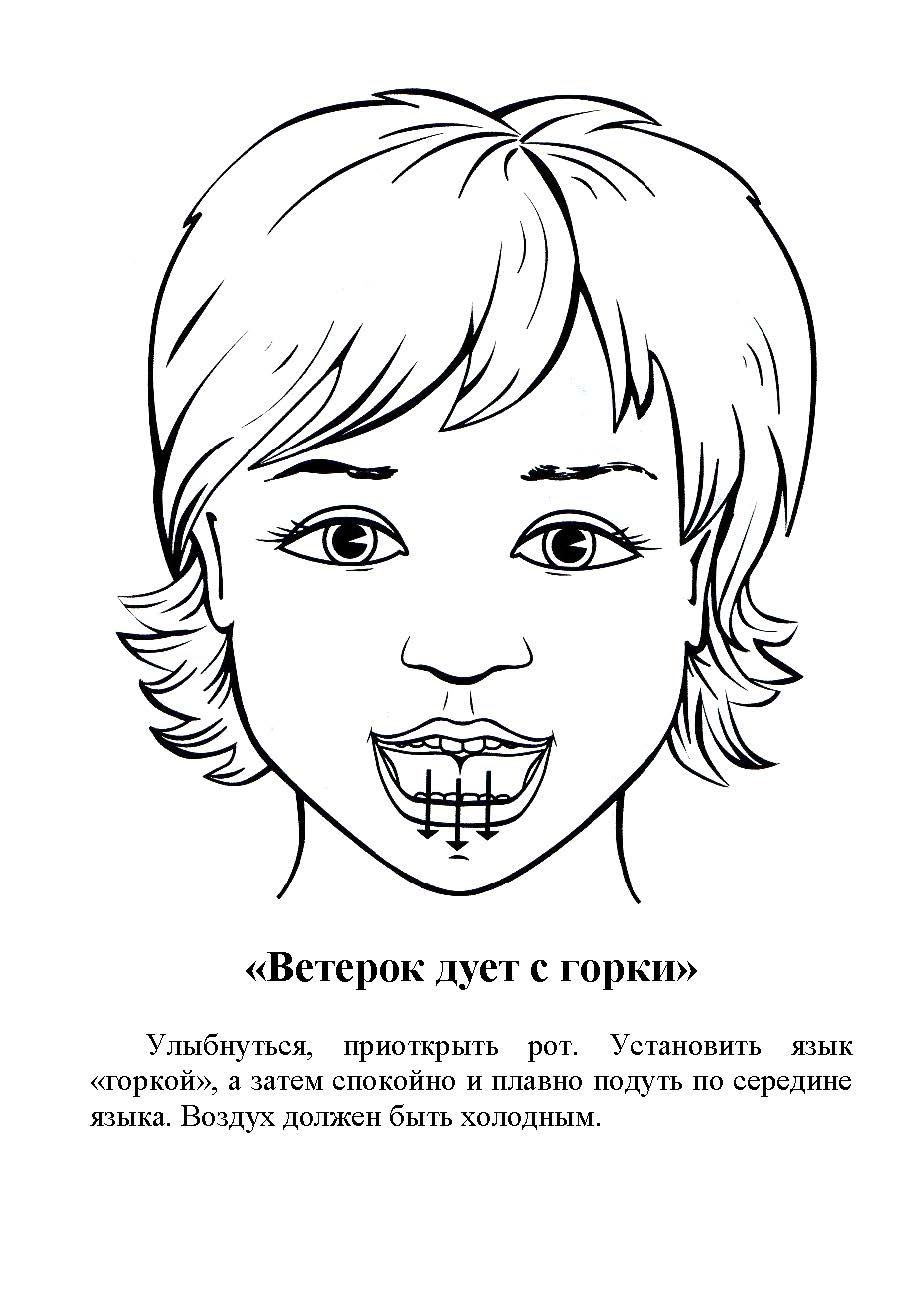 «Ветерок дует с горки»
Улыбнуться, приоткрыть рот. Установить язык
«горкой», а затем спокойно и плавно подуть по середине
языка. Воздух должен быть холодным.